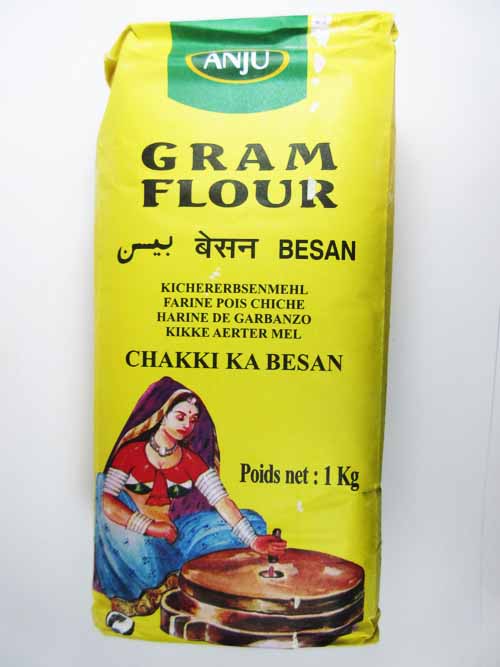 ANJU
GRAM
FLOUR
بيسن बेसन BESAN
KICHERERBSENMEHL
FARINE POIS CHICHE
HARINE DE GARBANZO
KIKKE AERTER MEL
CHAKKI KA BESAN
Poids net : 1 Kg